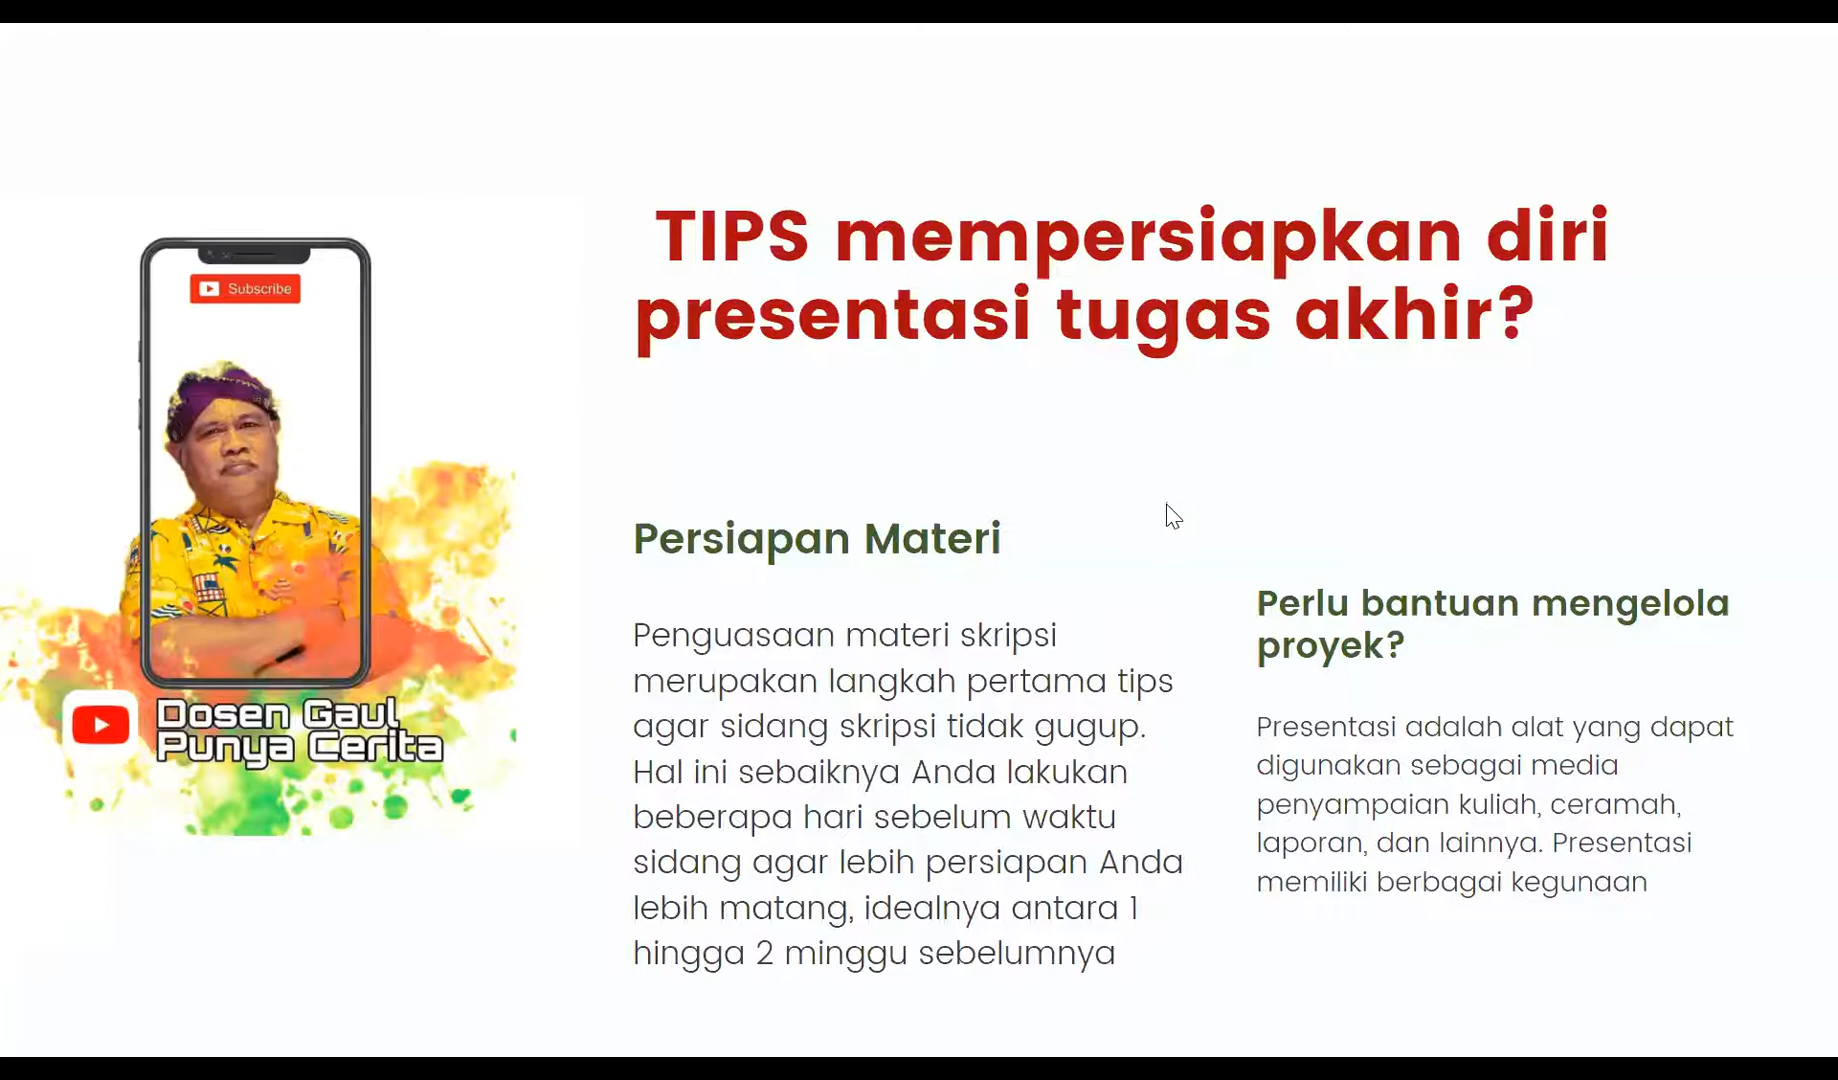 TIPS mempersiapkan diri
presentasi tugas akhir?
Subscribe
Dosen Gaul
Punya Cerita
Persiapan Materi
Penguasaan materi skripsi
merupakan langkah pertama tips
agar sidang skripsi tidak gugup.
Hal ini sebaiknya Anda lakukan
beberapa hari sebelum waktu
sidang agar lebih persiapan Anda
lebih matang, idealnya antara 1
hingga 2 minggu sebelumnya
Perlu bantuan mengelola
proyek?
Presentasi adalah alat yang dapat
digunakan sebagai media
penyampaian kuliah, ceramah,
laporan, dan lainnya. Presentasi
memiliki berbagai kegunaan